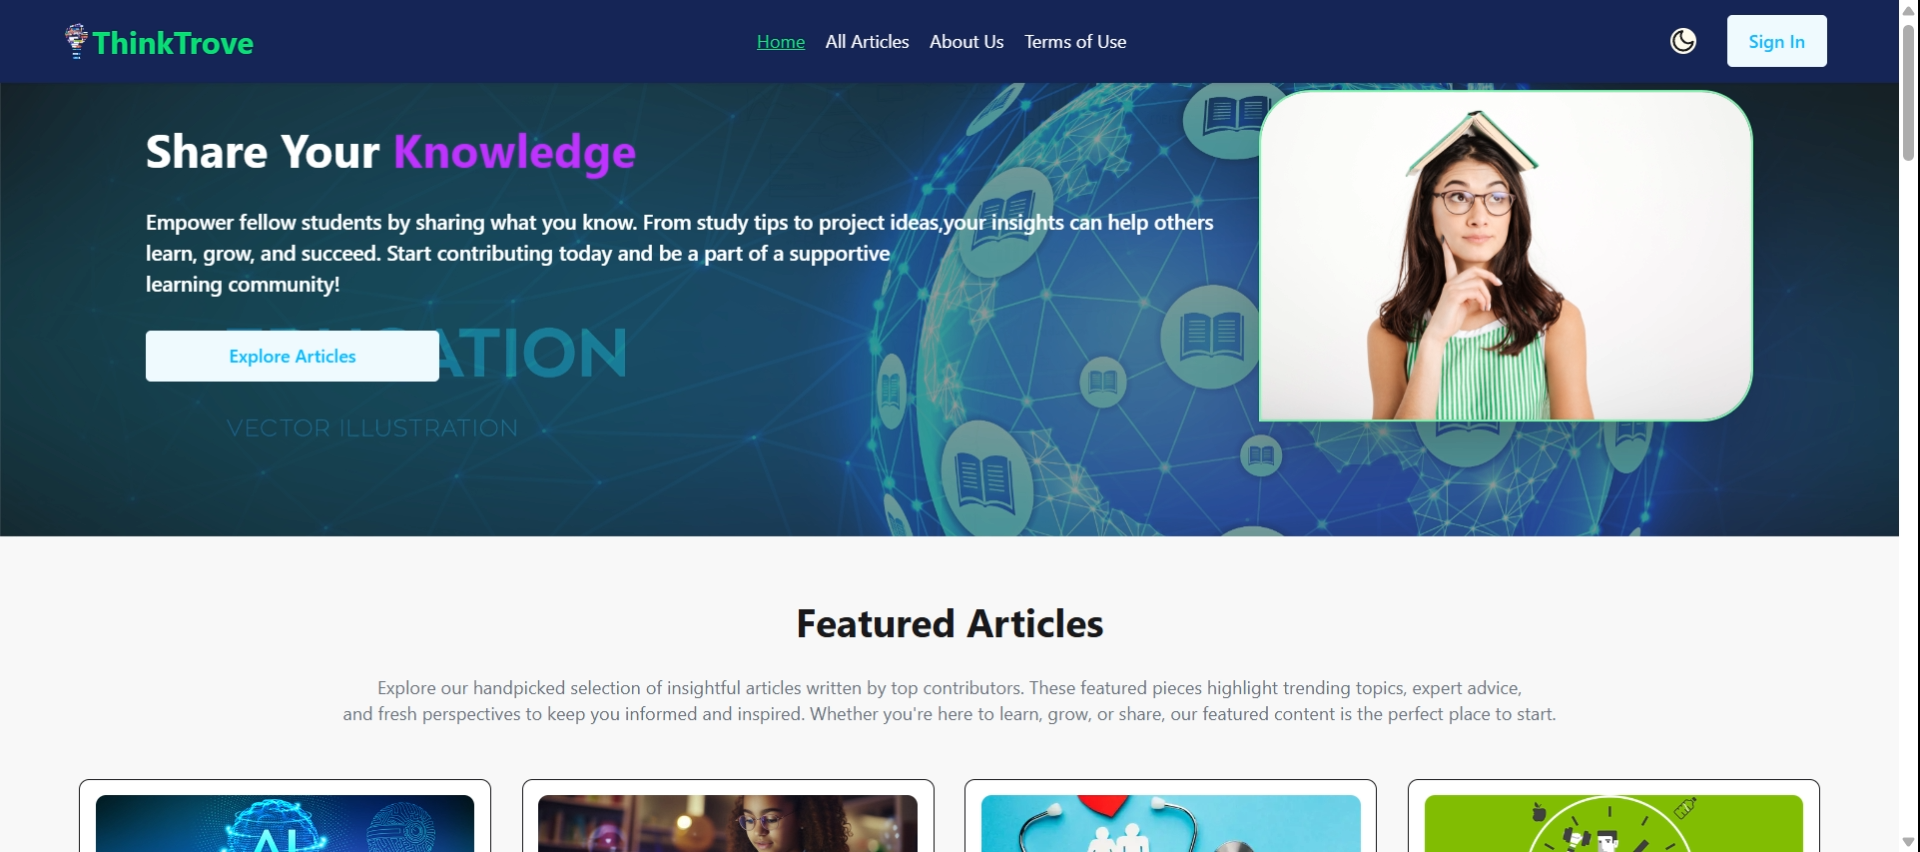 ThinkTrove
Home
All Articles
About Us
Terms of Use
Sign In
Share Your Knowledge
Empower fellow students by sharing what you know. From study tips to project ideas,your insights can help others
learn, grow, and succeed. Start contributing today and be a part of a supportive
learning community!
Explore Articles
ATION
VECTOR ILLUSTRATION
Featured Articles
Explore our handpicked selection of insightful articles written by top contributors. These featured pieces highlight trending topics, expert advice,
and fresh perspectives to keep you informed and inspired. Whether you're here to learn, grow, or share, our featured content is the perfect place to start.
AI